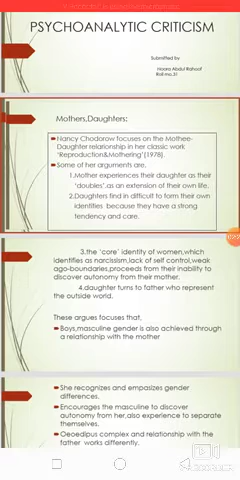 PSYCHOANALYTIC CRITICISM
Submitted by
Haara Abdul Rahoof
Roll.no.31
Mothers,Daughters:
Nancy Chodorow focuses on the Mothee-
Daughter relationship in her classic work
'Reproduction&Mothering'(1978).
Some of her arguments are,
1.Mother experiences their daughter as their
'doubles'.as an extension of their own life.
2.Daughters find in difficult to form their own
identities because they have a strong
tendency and care.
3.the 'core' identity of women,which
identifies as narcissism,lack of self control,weak
ago-boundaries,proceeds from their inability to
discover autonomy from their mother.
4.daughter turns to father who represent
the outside world.
These argues focuses that,
Boys,masculine gender is also achieved through
a relationship with the mother
She recognizes and empasizes gender
differences.
Encourages the masculine to discover
autonomy from her,also experience to separate
themselves.
Oeoedipus complex and relationship with the
father works differently.